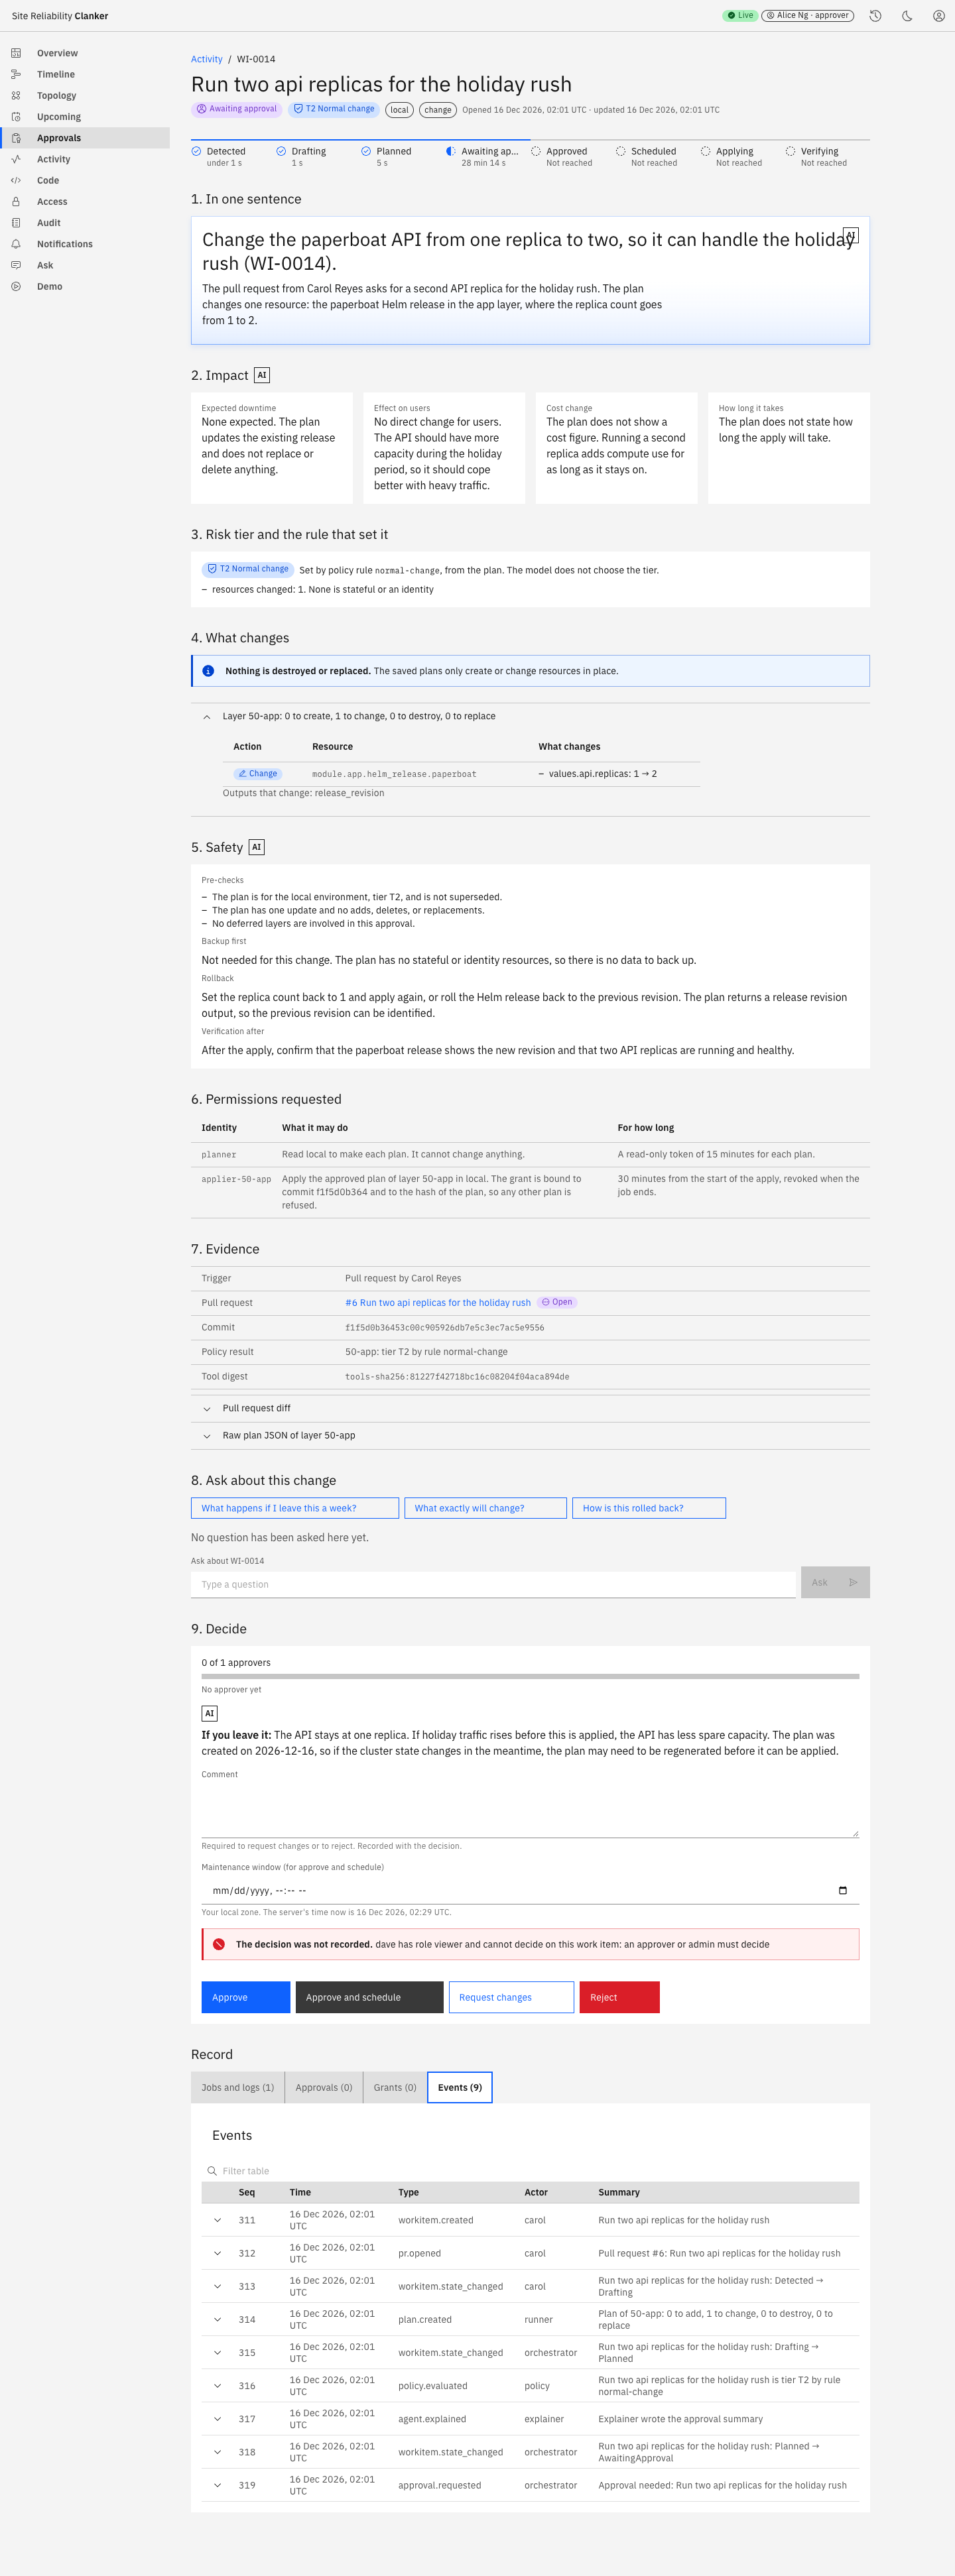 Site Reliability Clanker
Live
Alice Ng · approver
Overview
Timeline
Topology
Upcoming
Approvals
Activity
Code
Access
Audit
Notifications
Ask
Demo
Activity / WI-0014
Run two api replicas for the holiday rush
Awaiting approval
T2 Normal change
local
change
Opened 16 Dec 2026, 02:01 UTC · updated 16 Dec 2026, 02:01 UTC
Detected
under 1 s
Drafting
1 s
Planned
5 s
Awaiting ap...
28 min 14 s
Approved
Not reached
Scheduled
Not reached
Applying
Not reached
Verifying
Not reached
1. In one sentence
AI
Change the paperboat API from one replica to two, so it can handle the holiday
rush (WI-0014).
The pull request from Carol Reyes asks for a second API replica for the holiday rush. The plan
changes one resource: the paperboat Helm release in the app layer, where the replica count goes
from 1 to 2.
2. Impact AI
Expected downtime
None expected. The plan
updates the existing release
and does not replace or
delete anything.
Effect on users
No direct change for users.
The API should have more
capacity during the holiday
period, so it should cope
better with heavy traffic.
Cost change
The plan does not show a
cost figure. Running a second
replica adds compute use for
as long as it stays on.
How long it takes
The plan does not state how
long the apply will take.
3. Risk tier and the rule that set it
T2 Normal change Set by policy rule normal-change, from the plan. The model does not choose the tier.
– resources changed: 1. None is stateful or an identity
4. What changes
Nothing is destroyed or replaced. The saved plans only create or change resources in place.
Layer 50-app: 0 to create, 1 to change, 0 to destroy, 0 to replace
Action Resource What changes
Change module.app.helm_release.paperboat – values.api.replicas: 1 → 2
Outputs that change: release_revision
5. Safety AI
Pre-checks
– The plan is for the local environment, tier T2, and is not superseded.
– The plan has one update and no adds, deletes, or replacements.
– No deferred layers are involved in this approval.
Backup first
Not needed for this change. The plan has no stateful or identity resources, so there is no data to back up.
Rollback
Set the replica count back to 1 and apply again, or roll the Helm release back to the previous revision. The plan returns a release revision
output, so the previous revision can be identified.
Verification after
After the apply, confirm that the paperboat release shows the new revision and that two API replicas are running and healthy.
6. Permissions requested
Identity What it may do For how long
planner Read local to make each plan. It cannot change anything. A read-only token of 15 minutes for each plan.
applier-50-app Apply the approved plan of layer 50-app in local. The grant is bound to
commit f1f5d0b364 and to the hash of the plan, so any other plan is
refused.
30 minutes from the start of the apply, revoked when the
job ends.
7. Evidence
Trigger Pull request by Carol Reyes
Pull request #6 Run two api replicas for the holiday rush Open
Commit f1f5d0b36453c00c905926db7e5c3ec7ac5e9556
Policy result 50-app: tier T2 by rule normal-change
Tool digest tools-sha256:81227f42718bc16c08204f04aca894de
Pull request diff
Raw plan JSON of layer 50-app
8. Ask about this change
What happens if I leave this a week?
What exactly will change?
How is this rolled back?
No question has been asked here yet.
Ask about WI-0014
Type a question
Ask
9. Decide
0 of 1 approvers
No approver yet
AI
If you leave it: The API stays at one replica. If holiday traffic rises before this is applied, the API has less spare capacity. The plan was
created on 2026-12-16, so if the cluster state changes in the meantime, the plan may need to be regenerated before it can be applied.
Comment
Required to request changes or to reject. Recorded with the decision.
Maintenance window (for approve and schedule)
mm/dd/yyyy, --:-- --
Your local zone. The server's time now is 16 Dec 2026, 02:29 UTC.
The decision was not recorded. dave has role viewer and cannot decide on this work item: an approver or admin must decide
Approve
Approve and schedule
Request changes
Reject
Record
Jobs and logs (1)
Approvals (0)
Grants (0)
Events (9)
Events
Filter table
Seq Time Type Actor Summary
311 16 Dec 2026, 02:01 UTC workitem.created carol Run two api replicas for the holiday rush
312 16 Dec 2026, 02:01 UTC pr.opened carol Pull request #6: Run two api replicas for the holiday rush
313 16 Dec 2026, 02:01 UTC workitem.state_changed carol Run two api replicas for the holiday rush: Detected → Drafting
314 16 Dec 2026, 02:01 UTC plan.created runner Plan of 50-app: 0 to add, 1 to change, 0 to destroy, 0 to replace
315 16 Dec 2026, 02:01 UTC workitem.state_changed orchestrator Run two api replicas for the holiday rush: Drafting → Planned
316 16 Dec 2026, 02:01 UTC policy.evaluated policy Run two api replicas for the holiday rush is tier T2 by rule normal-change
317 16 Dec 2026, 02:01 UTC agent.explained explainer Explainer wrote the approval summary
318 16 Dec 2026, 02:01 UTC workitem.state_changed orchestrator Run two api replicas for the holiday rush: Planned → AwaitingApproval
319 16 Dec 2026, 02:01 UTC approval.requested orchestrator Approval needed: Run two api replicas for the holiday rush